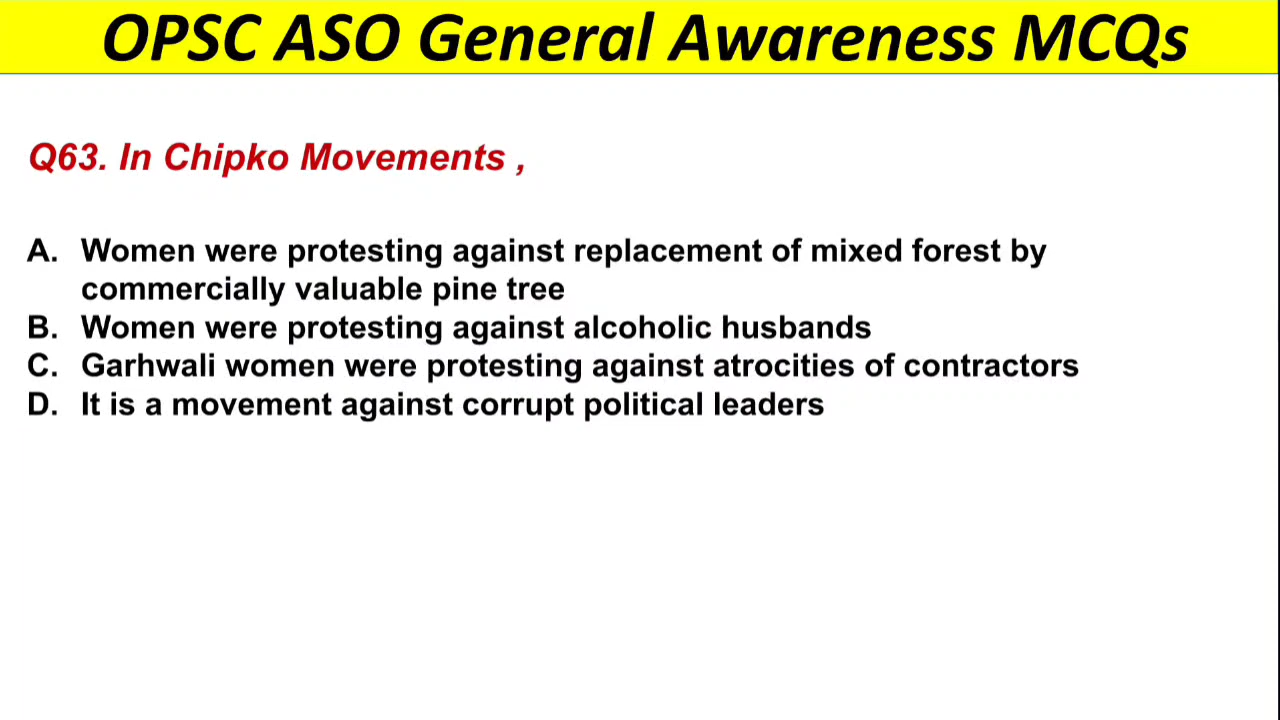 OPSC ASO General Awareness MCQs
Q63. In Chipko Movements ,
A. Women were protesting against replacement of mixed forest by
commercially valuable pine tree
B. Women were protesting against alcoholic husbands
C. Garhwali women were protesting against atrocities of contractors
D. It is a movement against corrupt political leaders